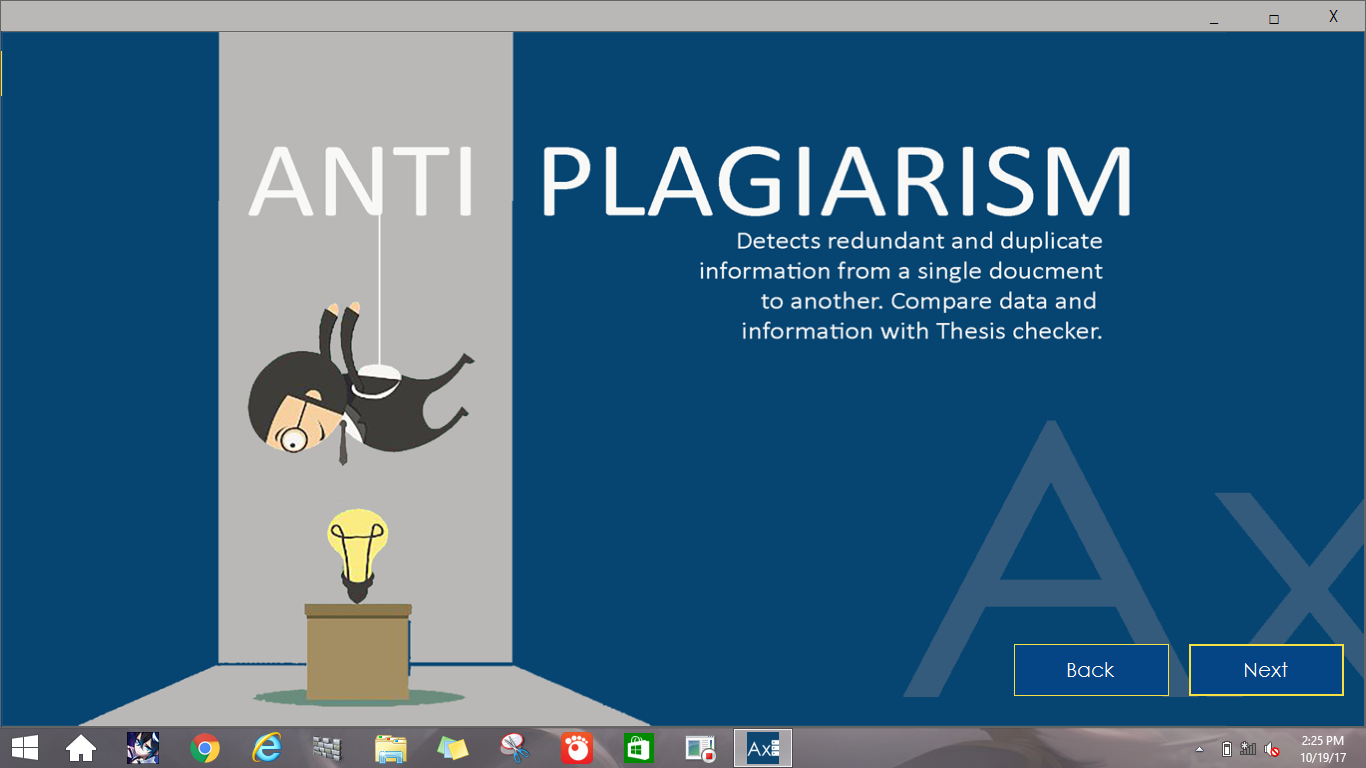 _ □ X
ANTI PLAGIARISM
Detects redundant and duplicate
information from a single doucment
to another. Compare data and
information with Thesis checker.
Ax
Back
Next
Ax
2:25 PM
10/19/17